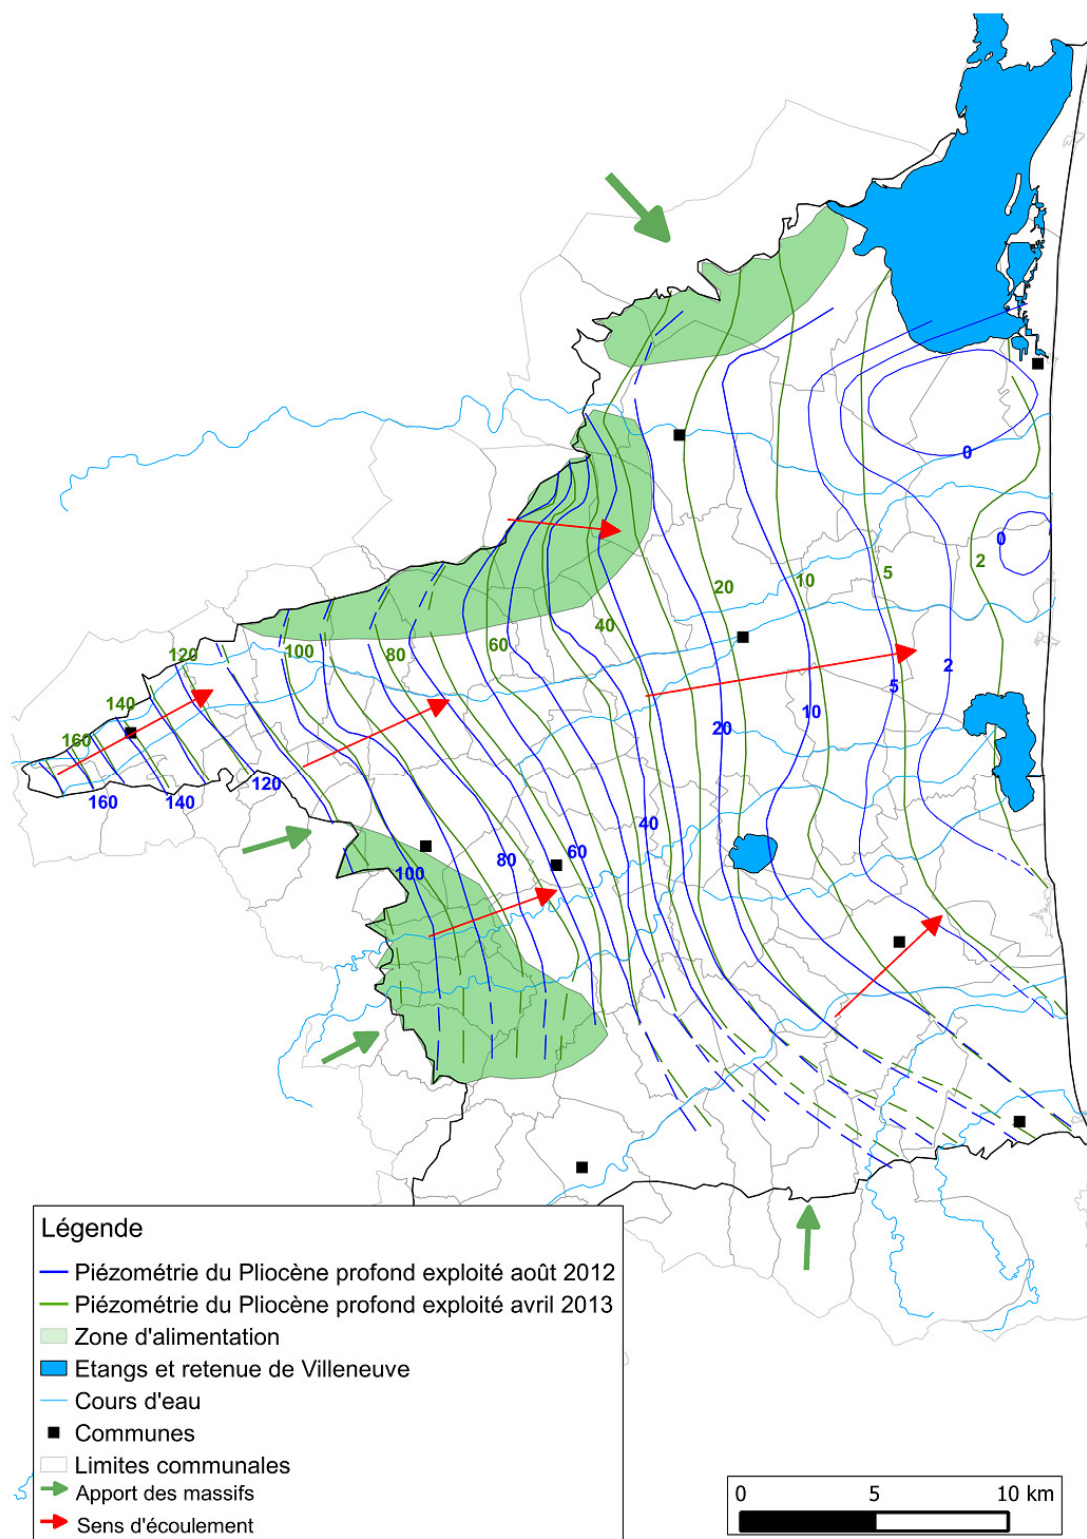 0
0
2
5
10
20
40
60
80
100
120
140
160
2
5
10
20
40
60
80
100
120
140
160
Légende
Piézométrie du Pliocène profond exploité août 2012
Piézométrie du Pliocène profond exploité avril 2013
Zone d'alimentation
Etangs et retenue de Villeneuve
Cours d'eau
Communes
Limites communales
Apport des massifs
Sens d'écoulement
0 5 10 km